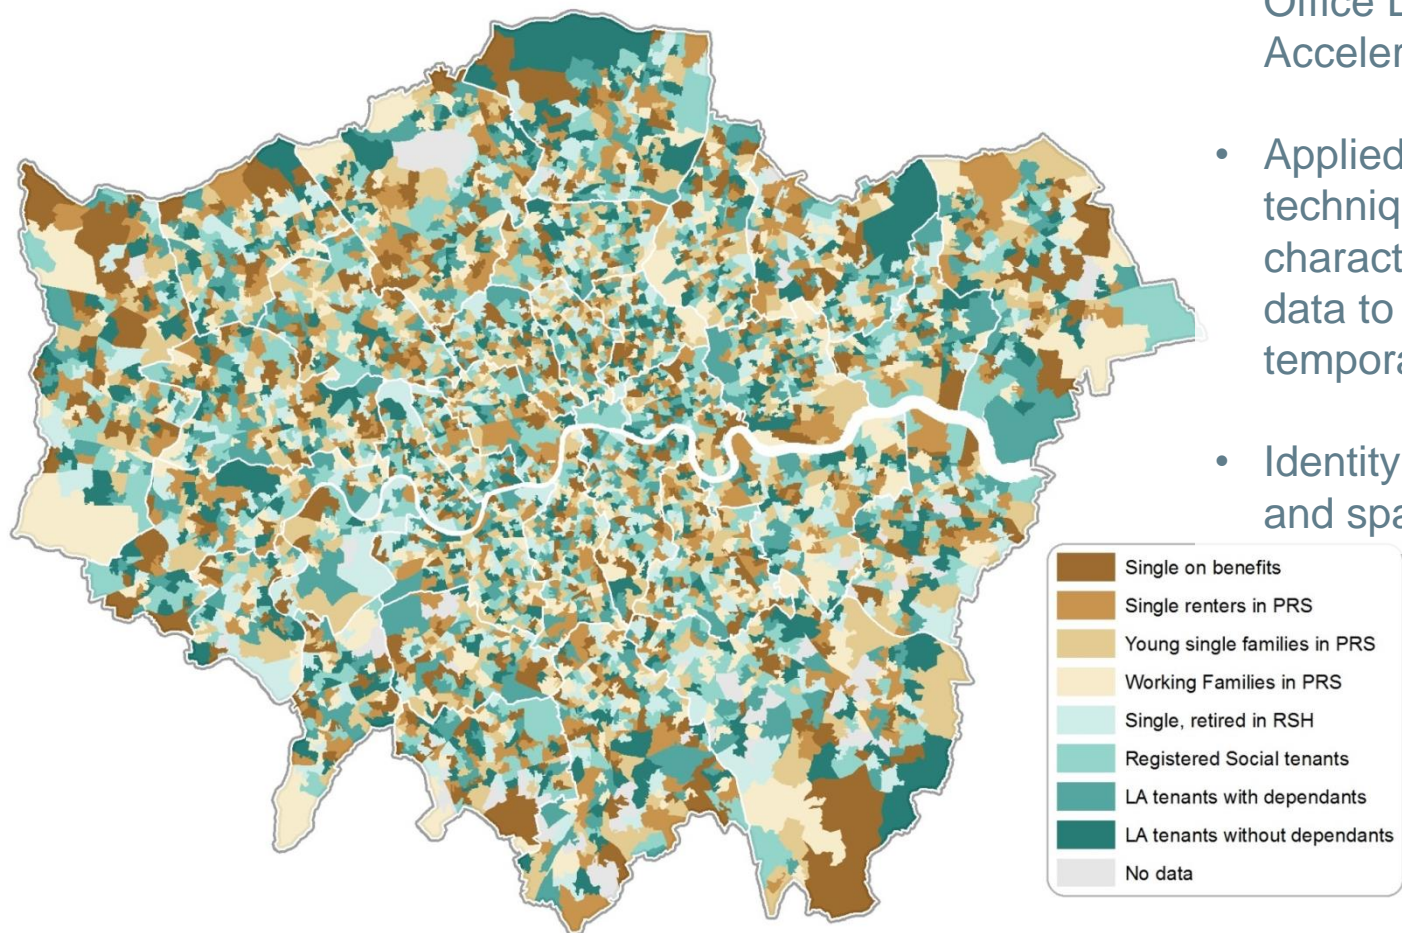 Office
Acceler
• Applied
techniq
charact
data to
tempora
• Identity
and spa
Single on benefits
Single renters in PRS
Young single families in PRS
Working Families in PRS
Single, retired in RSH
Registered Social tenants
LA tenants with dependants
LA tenants without dependants
No data